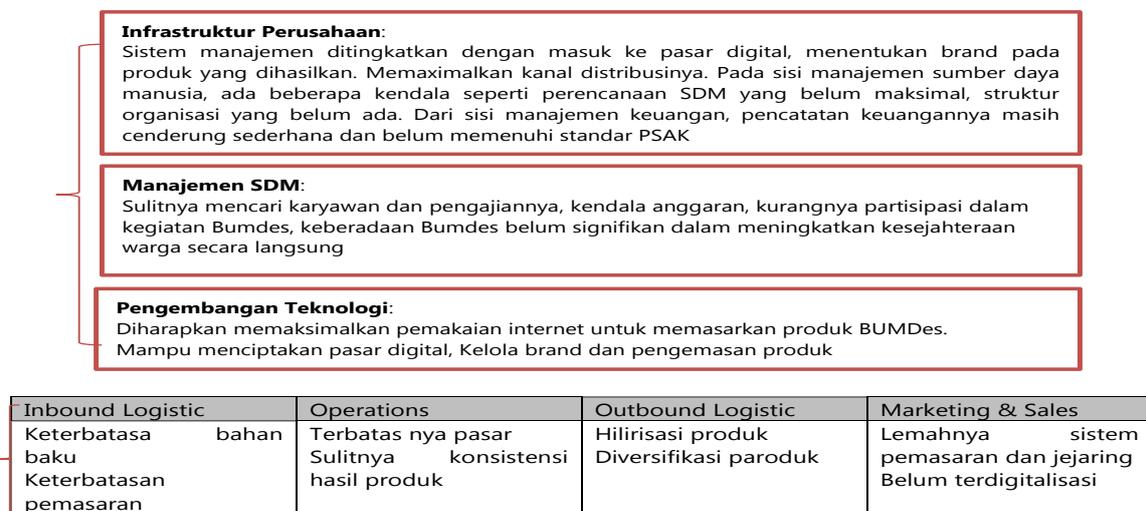 Infrastruktur Perusahaan:
Sistem manajemen ditingkatkan dengan masuk ke pasar digital, menentukan brand pada
produk yang dihasilkan. Memaximalkan kanal distribusinya. Pada sisi manajemen sumber daya
manusia, ada beberapa kendala seperti perencanaan SDM yang belum maksimal, struktur
organisasi yang belum ada. Dari sisi manajemen keuangan, pencatatan keuangannya masih
cenderung sederhana dan belum memenuhi standar PSAK
Manajemen SDM:
Sulitnya mencari karyawan dan pengajiannya, kendala anggaran, kurangnya partisipasi dalam
kegiatan Bumdes, keberadaan Bumdes belum signifikan dalam meningkatkan kesejahteraan
warga secara langsung
Pengembangan Teknologi:
Diharapkan memaksimalkan pemakaian internet untuk memasarkan produk BUMDes.
Mampu menciptakan pasar digital, Kelola brand dan pengemasan produk
Inbound Logistic
Keterbatasa bahan
baku
Keterbatasan
pemasaran
Operations
Terbatas nya pasar
Sulitnya konsistensi
hasil produk
Outbound Logistic
Hilirisasi produk
Diversifikasi paroduk
Marketing & Sales
Lemahnya sistem
pemasaran dan jejaring
Belum terdigitalisasi